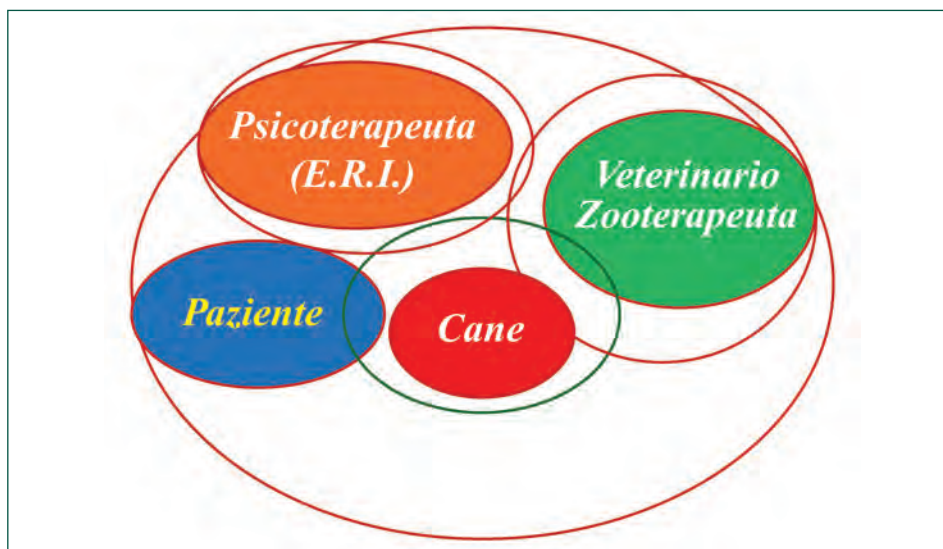 Psicoterapeuta
(E.R.I.)
Veterinario
Zooterapeuta
Paziente
Cane